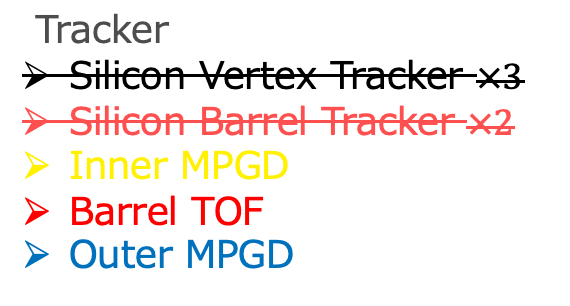 Tracker
➢ Silicon Vertex Tracker ×3
➢ Silicon Barrel Tracker ×2
➢ Inner MPGD
➢ Barrel TOF
➢ Outer MPGD